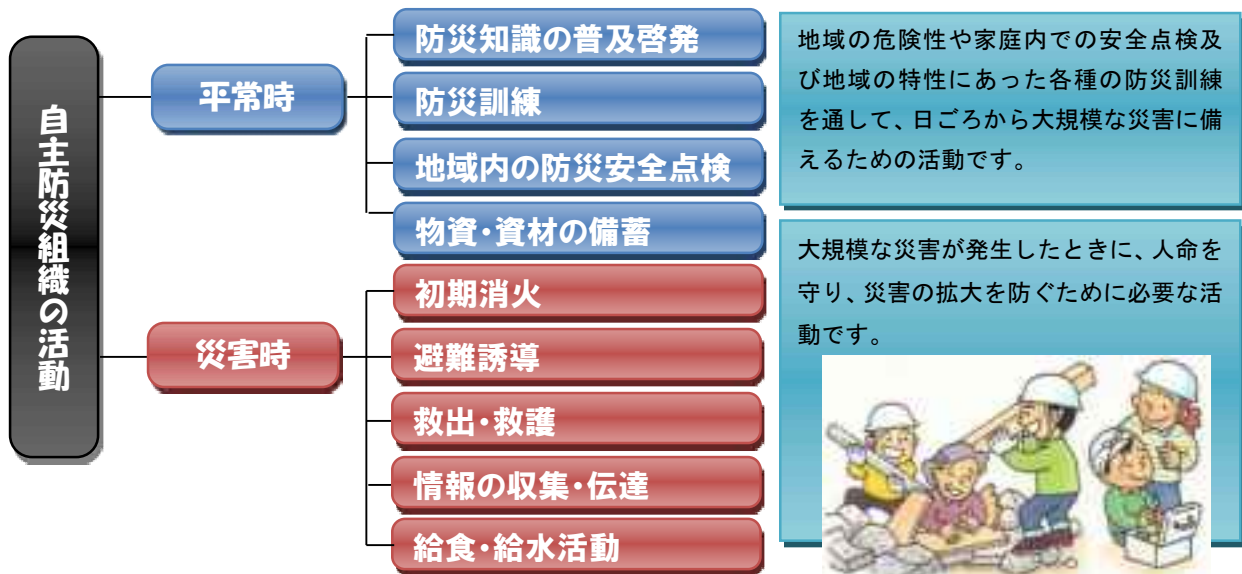 自主防災組織の活動
平常時
防災知識の普及啓発
防災訓練
地域内の防災安全点検
物資・資材の備蓄
地域の危険性や家庭内での安全点検及
び地域の特性にあった各種の防災訓練
を通して、日ごろから大規模な災害に備
えるための活動です。
災害時
初期消火
避難誘導
救出・救護
情報の収集・伝達
給食・給水活動
大規模な災害が発生したときに、人命を
守り、災害の拡大を防ぐために必要な活
動です。